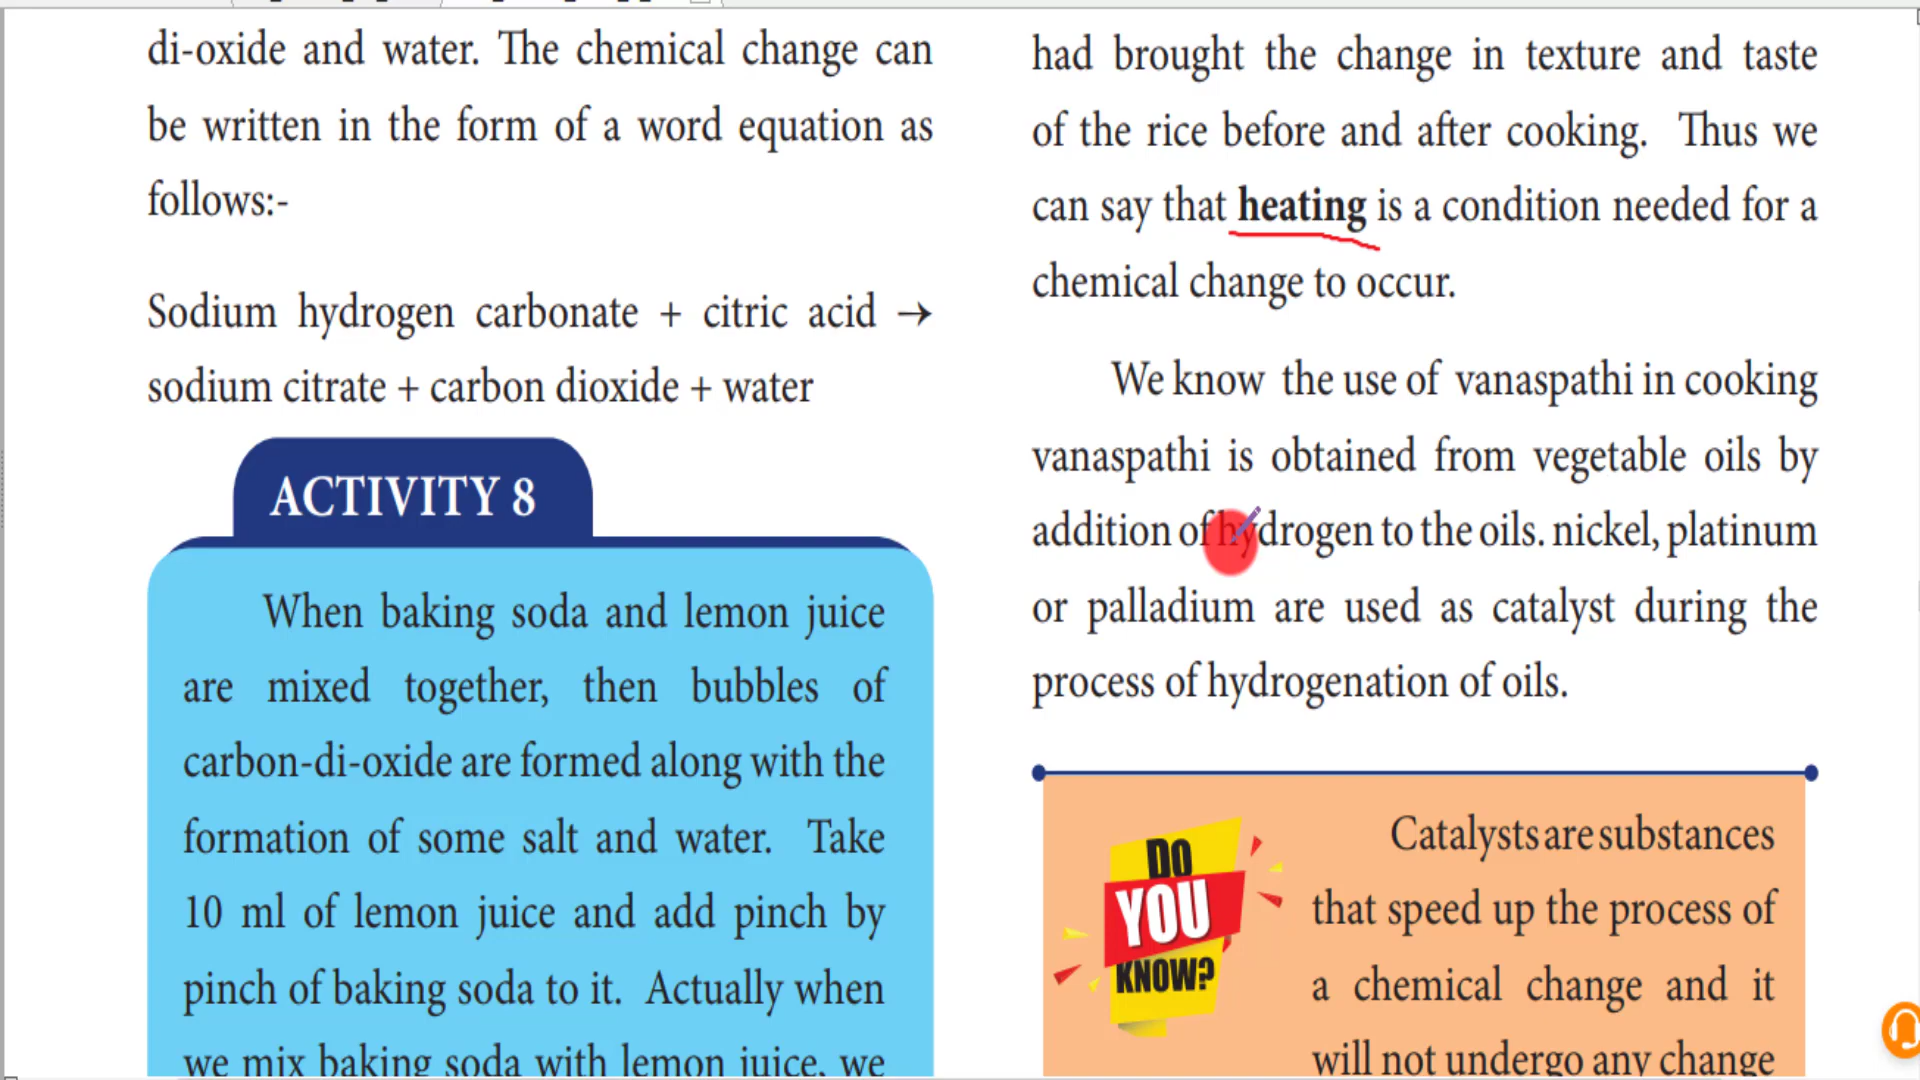 di-oxide and water. The chemical change can
be written in the form of a word equation as
follows:-
Sodium hydrogen carbonate + citric acid →
sodium citrate + carbon dioxide + water
ACTIVITY 8
When baking soda and lemon juice
are mixed together, then bubbles of
carbon-di-oxide are formed along with the
formation of some salt and water. Take
10 ml of lemon juice and add pinch by
pinch of baking soda to it. Actually when
we mix baking soda with lemon juice, we
had brought the change in texture and taste
of the rice before and after cooking. Thus we
can say that heating is a condition needed for a
chemical change to occur.
We know the use of vanaspathi in cooking
vanaspathi is obtained from vegetable oils by
addition of hydrogen to the oils. nickel, platinum
or palladium are used as catalyst during the
process of hydrogenation of oils.
DO
YOU
KNOW?
Catalysts are substances
that speed up the process of
a chemical change and it
will not undergo any change